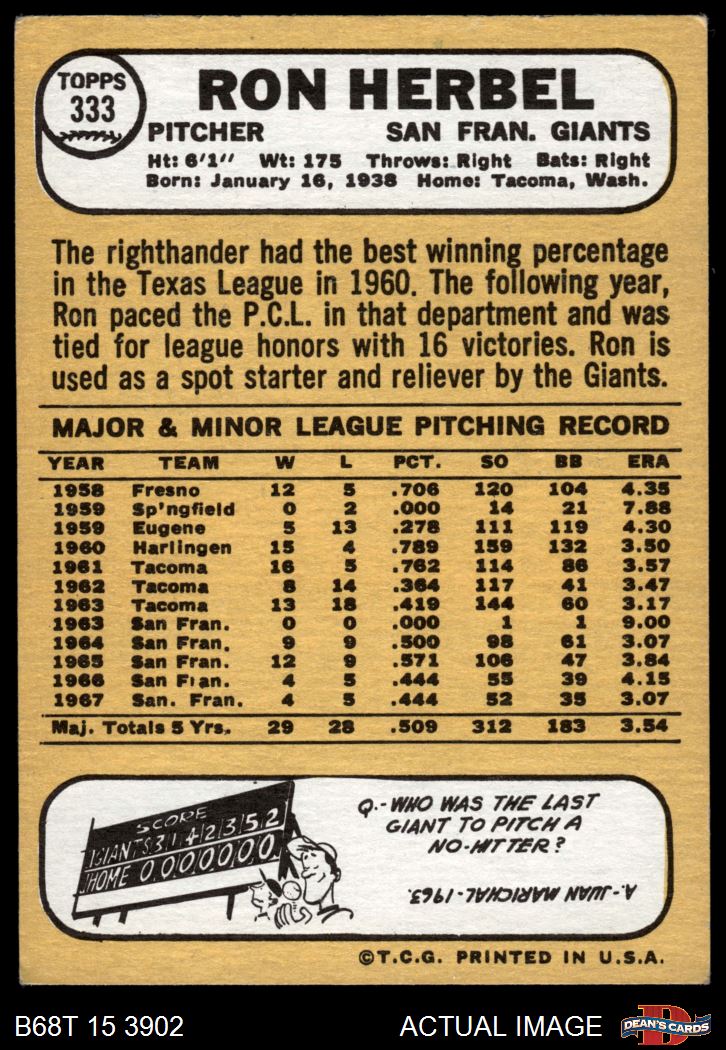 TOPPS
333
RON HERBEL
PITCHER SAN FRAN. GIANTS
Ht: 6'1" Wt: 175 Throws: Right Bats: Right
Born: January 16, 1938 Home: Tacoma, Wash.
The righthander had the best winning percentage
in the Texas League in 1960. The following year,
Ron paced the P.C.L. in that department and was
tied for league honors with 16 victories. Ron is
used as a spot starter and reliever by the Giants.
MAJOR & MINOR LEAGUE PITCHING RECORD
YEAR TEAM W L PCT. SO BB ERA
1958 Fresno 12 5 .706 120 104 4.35
1959 Sp'ngfield 0 2 .000 14 21 7.88
1959 Eugene 5 13 .278 111 119 4.30
1960 Harlingen 15 4 .789 159 132 3.50
1961 Tacoma 16 5 .762 114 86 3.57
1962 Tacoma 8 14 .364 117 41 3.47
1963 Tacoma 13 18 .419 144 60 3.17
1963 San Fran. 0 0 .000 1 1 9.00
1964 San Fran. 9 9 .500 98 61 3.07
1965 San Fran. 12 9 .571 106 47 3.84
1966 San Fran. 4 5 .444 55 39 4.15
1967 San. Fran. 4 5 .444 52 35 3.07
Maj. Totals 5 Yrs. 29 28 .509 312 183 3.54
SCORE
GIANTS 3 1 4 2 3 5 2
HOME 0.0.0.0.0.0.0.
Q.-WHO WAS THE LAST
GIANT TO PITCH A
NO-HITTER?
A. JUAN MARICHAL-1963.
©T.C.G. PRINTED IN U.S.A.
B68T 15 3902 ACTUAL IMAGE
D
DEAN'S CARDS